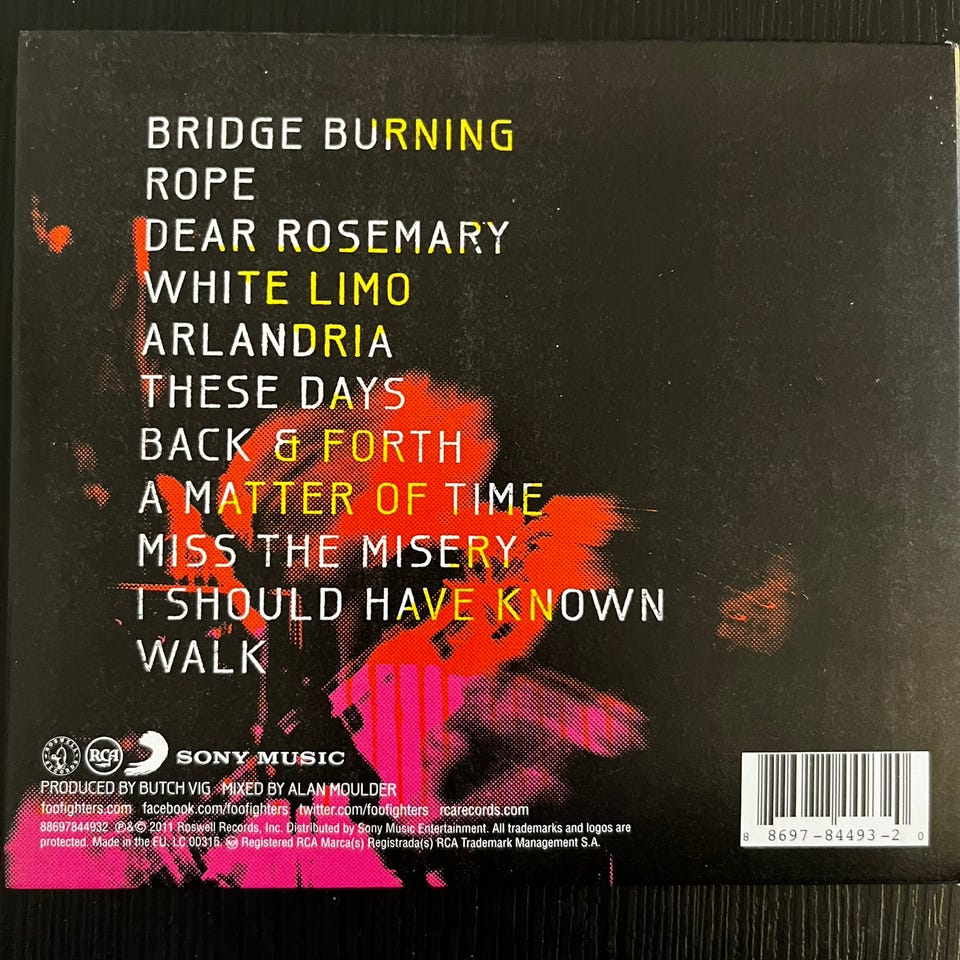 BRIDGE BURNING
ROPE
DEAR ROSEMARY
WHITE LIMO
ARLANDRIA
THESE DAYS
BACK & FORTH
A MATTER OF TIME
MISS THE MISERY
I SHOULD HAVE KNOWN
WALK
ROSWELL RECORDS RCA SONY MUSIC
PRODUCED BY BUTCH VIG MIXED BY ALAN MOULDER
foofighters.com facebook.com/foofighters twitter.com/foofighters rcarecords.com
88697844932 ℗&© 2011 Roswell Records, Inc. Distributed by Sony Music Entertainment. All trademarks and logos are
protected. Made in the EU. LC 00316. RCA Registered RCA Marca(s) Registrada(s) RCA Trademark Management S.A.
8 8697-84493-2 0